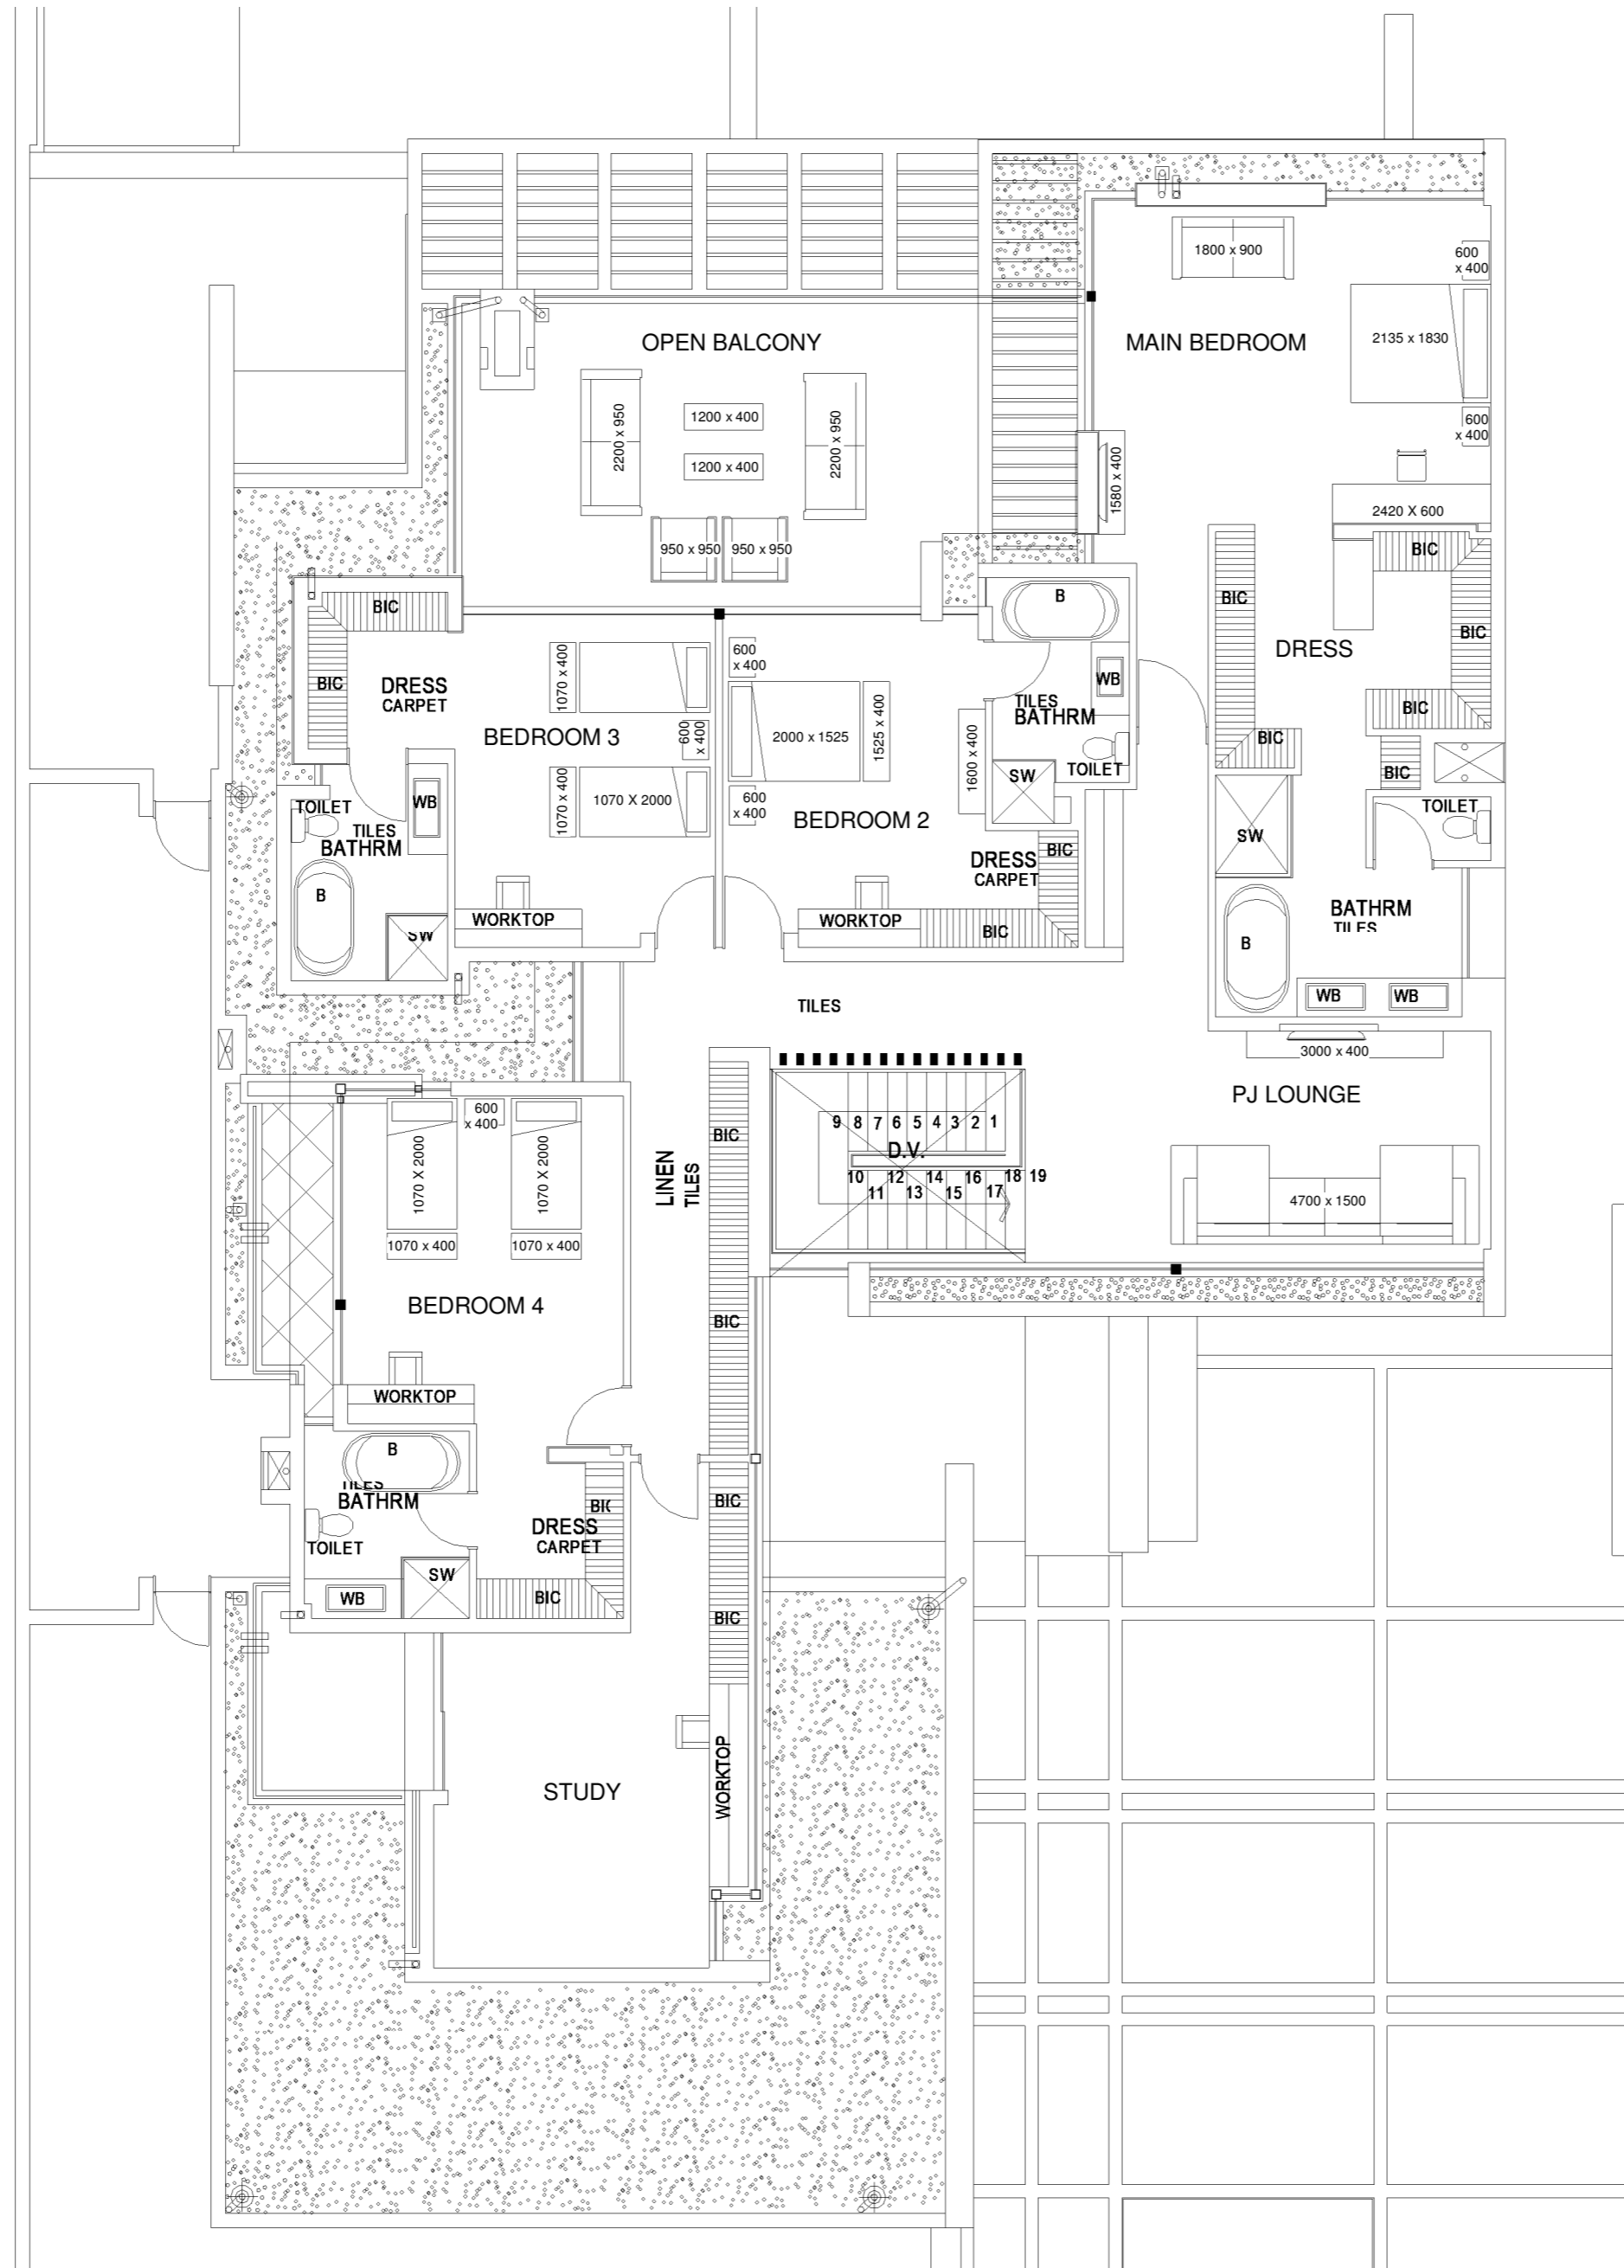 1800 x 900
600
x 400
OPEN BALCONY
MAIN BEDROOM
2135 x 1830
2200 x 950
1200 x 400
2200 x 950
600
x 400
1200 x 400
1580 x 400
2420 X 600
950 x 950
950 x 950
BIC
BIC
B
BIC
BIC
600
x 400
DRESS
1070 x 400
BIC
DRESS
CARPET
WB
TILES
BATHRM
BIC
BEDROOM 3
600
x 400
2000 x 1525
1525 x 400
1600 x 400
BIC
TOILET
SW
BIC
1070 x 400
1070 X 2000
600
x 400
WB
TOILET
TILES
BATHRM
BEDROOM 2
TOILET
SW
BIC
DRESS
CARPET
B
WORKTOP
WORKTOP
BIC
SW
BATHRM
TILES
B
TILES
WB
WB
3000 x 400
PJ LOUNGE
600
x 400
9 8 7 6 5 4 3 2 1
BIC
D.V.
1070 X 2000
1070 X 2000
LINEN
TILES
10 12 14 16 18 19
11 13 15 17
4700 x 1500
1070 x 400
1070 x 400
BEDROOM 4
BIC
WORKTOP
B
TILES
BATHRM
BIC
BIC
DRESS
CARPET
TOILET
SW
WB
BIC
BIC
STUDY
WORKTOP